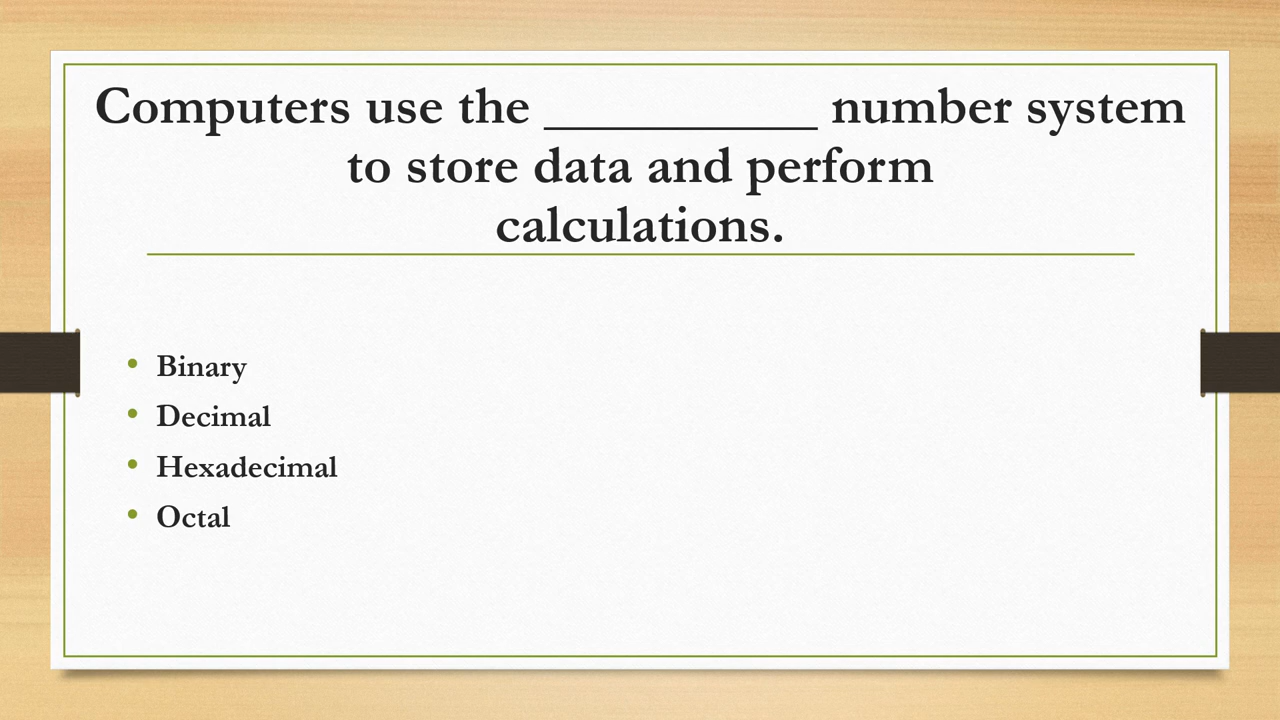 Computers use the __________ number system
to store data and perform
calculations.
• Binary
• Decimal
• Hexadecimal
• Octal